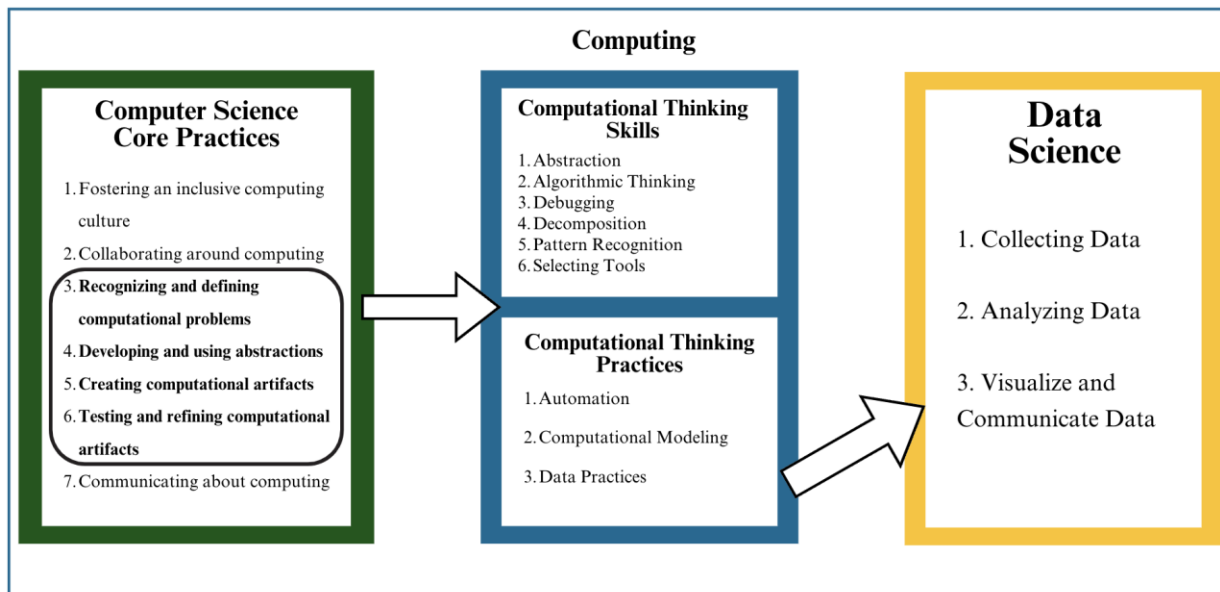 Computing
Computer Science
Core Practices
1. Fostering an inclusive computing
culture
2. Collaborating around computing
3. Recognizing and defining
computational problems
4. Developing and using abstractions
5. Creating computational artifacts
6. Testing and refining computational
artifacts
7. Communicating about computing
Computational Thinking
Skills
1. Abstraction
2. Algorithmic Thinking
3. Debugging
4. Decomposition
5. Pattern Recognition
6. Selecting Tools
Computational Thinking
Practices
1. Automation
2. Computational Modeling
3. Data Practices
Data
Science
1. Collecting Data
2. Analyzing Data
3. Visualize and
Communicate Data